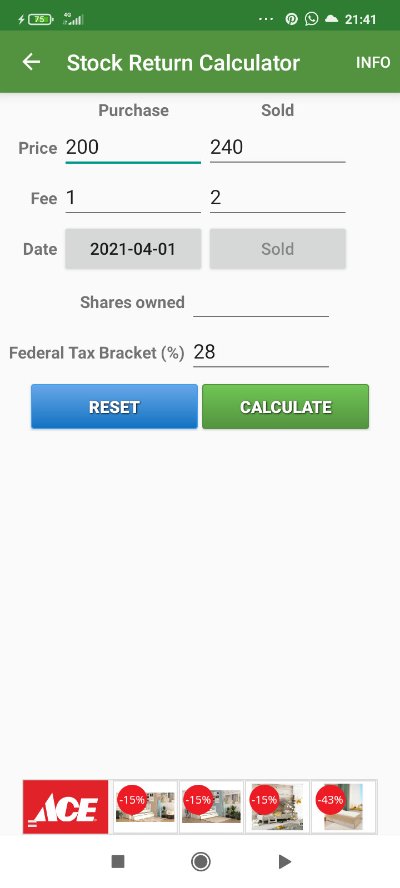 75 4G ... 21:41
Stock Return Calculator INFO
Purchase Sold
Price 200 240
Fee 1 2
Date 2021-04-01 Sold
Shares owned
Federal Tax Bracket (%) 28
RESET CALCULATE
ACE -15% -15% -15% -43%